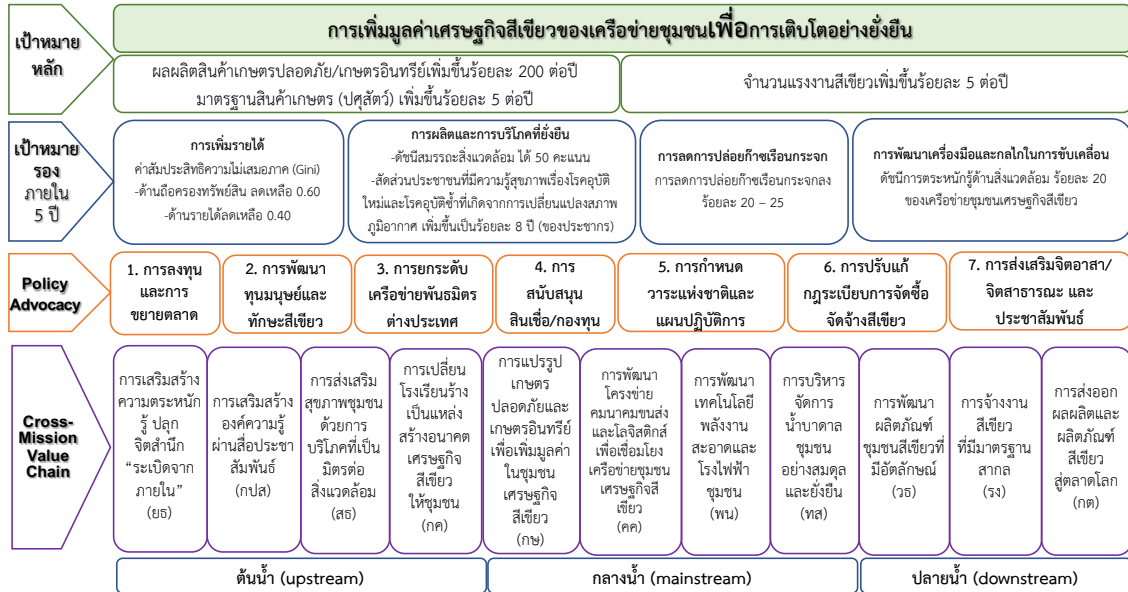 เป้าหมาย
หลัก
การเพิ่มมูลค่าเศรษฐกิจสีเขียวของเครือข่ายชุมชนเพื่อการเติบโตอย่างยั่งยืน
ผลผลิตสินค้าเกษตรปลอดภัย/เกษตรอินทรีย์เพิ่มขึ้นร้อยละ 200 ต่อปี
มาตรฐานสินค้าเกษตร (ปศุสัตว์) เพิ่มขึ้นร้อยละ 5 ต่อปี
จำนวนแรงงานสีเขียวเพิ่มขึ้นร้อยละ 5 ต่อปี
เป้าหมาย
รอง
ภายใน
5 ปี
การเพิ่มรายได้
ค่าสัมประสิทธิความไม่เสมอภาค (Gini)
-ด้านถือครองทรัพย์สิน ลดเหลือ 0.60
-ด้านรายได้ลดเหลือ 0.40
การผลิตและการบริโภคที่ยั่งยืน
-ดัชนีสมรรถะสิ่งแวดล้อม ได้ 50 คะแนน
-สัดส่วนประชาชนที่มีความรู้สุขภาพเรื่องโรคอุบัติ
ใหม่และโรคอุบัติซ้ำที่เกิดจากการเปลี่ยนแปลงสภาพ
ภูมิอากาศ เพิ่มขึ้นเป็นร้อยละ 8 ปี (ของประชากร)
การลดการปล่อยก๊าซเรือนกระจก
การลดการปล่อยก๊าซเรือนกระจกลง
ร้อยละ 20 – 25
การพัฒนาเครื่องมือและกลไกในการขับเคลื่อน
ดัชนีการตระหนักรู้ด้านสิ่งแวดล้อม ร้อยละ 20
ของเครือข่ายชุมชนเศรษฐกิจสีเขียว
Policy
Advocacy
1. การลงทุน
และการ
ขยายตลาด
2. การพัฒนา
ทุนมนุษย์และ
ทักษะสีเขียว
3. การยกระดับ
เครือข่ายพันธมิตร
ต่างประเทศ
4. การ
สนับสนุน
สินเชื่อ/กองทุน
5. การกำหนด
วาระแห่งชาติและ
แผนปฏิบัติการ
6. การปรับแก้
กฎระเบียบการจัดซื้อ
จัดจ้างสีเขียว
7. การส่งเสริมจิตอาสา/
จิตสาธารณะ และ
ประชาสัมพันธ์
Cross-
Mission
Value
Chain
การเสริมสร้าง
ความตระหนัก
รู้ ปลุก
จิตสำนึก
“ระเบิดจาก
ภายใน”
(ยธ)
การเสริมสร้าง
องค์ความรู้
ผ่านสื่อประชา
สัมพันธ์
(กปส)
การส่งเสริม
สุขภาพชุมชน
ด้วยการ
บริโภคที่เป็น
มิตรต่อ
สิ่งแวดล้อม
(สธ)
การเปลี่ยน
โรงเรียนร้าง
เป็นแหล่ง
สร้างอนาคต
เศรษฐกิจ
สีเขียว
ให้ชุมชน
(กค)
การแปรรูป
เกษตร
ปลอดภัยและ
เกษตรอินทรีย์
เพื่อเพิ่มมูลค่า
ในชุมชน
เศรษฐกิจ
สีเขียว
(กษ)
การพัฒนา
โครงข่าย
คมนาคมขนส่ง
และโลจิสติกส์
เพื่อเชื่อมโยง
เครือข่ายชุมชน
เศรษฐกิจสี
เขียว
(คค)
การพัฒนา
เทคโนโลยี
พลังงาน
สะอาดและ
โรงไฟฟ้า
ชุมชน
(พน)
การบริหาร
จัดการ
น้ำบาดาล
ชุมชน
อย่างสมดุล
และยั่งยืน
(ทส)
การพัฒนา
ผลิตภัณฑ์
ชุมชนสีเขียวที่
มีอัตลักษณ์
(วธ)
การจ้างงาน
สีเขียว
ที่มีมาตรฐาน
สากล
(รง)
การส่งออก
ผลผลิตและ
ผลิตภัณฑ์
สีเขียว
สู่ตลาดโลก
(กต)
ต้นน้ำ (upstream)
กลางน้ำ (mainstream)
ปลายน้ำ (downstream)